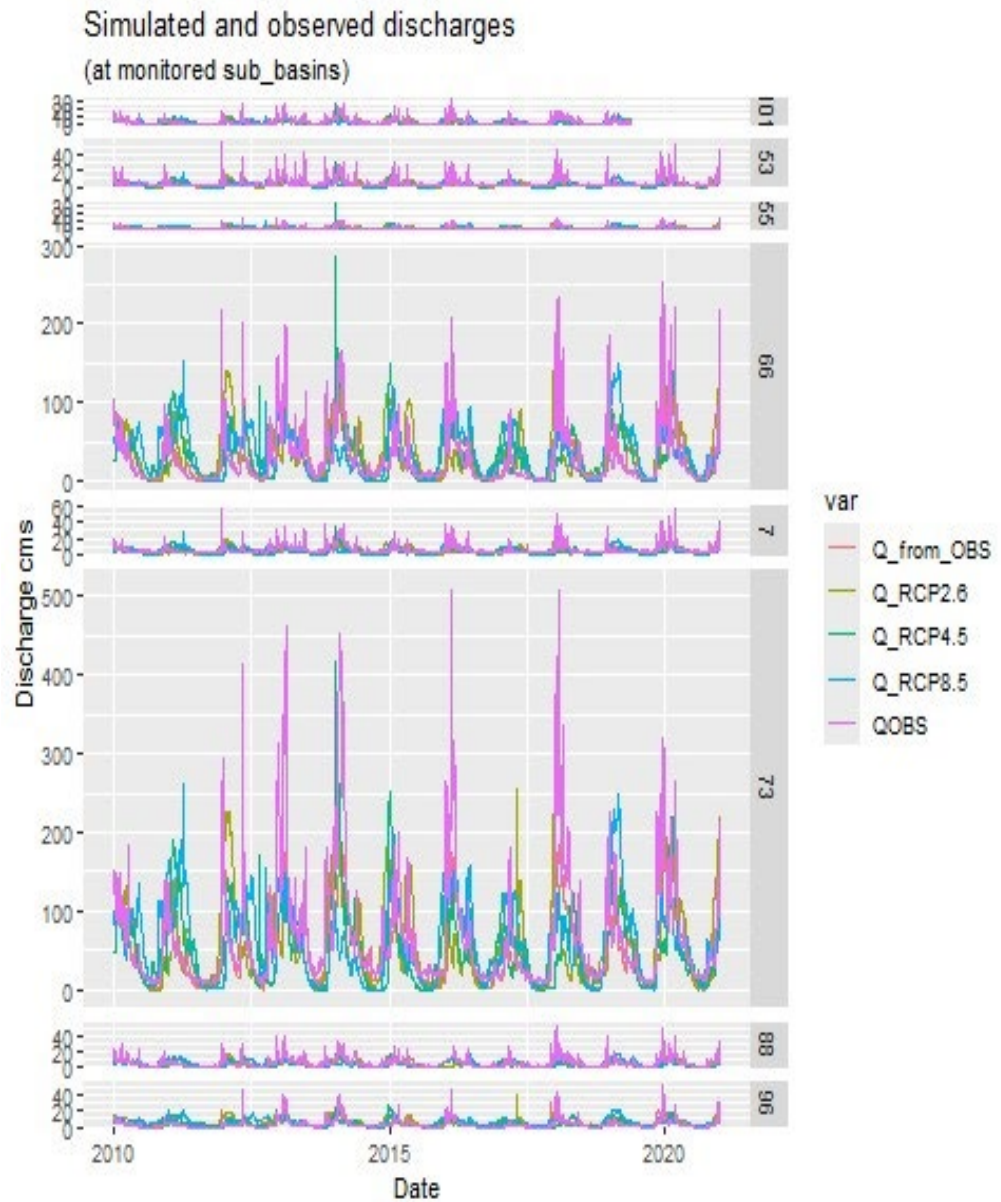 Simulated and observed discharges
(at monitored sub_basins)
101
40
20
0
53
55
300
200
100
0
66
60
40
20
0
7
Discharge cms
500
400
300
200
100
0
73
40
20
0
88
40
20
0
96
2010 2015 2020
Date
var
Q_from_OBS
Q_RCP2.6
Q_RCP4.5
Q_RCP8.5
QOBS